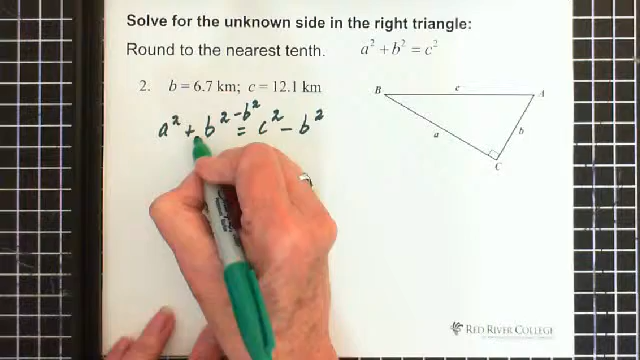 Solve for the unknown side in the right triangle:
Round to the nearest tenth. a² + b² = c²
2. b = 6.7 km; c = 12.1 km
a² + b² - b² = c² - b²
B c A
a b
C
RED RIVER COLLEGE